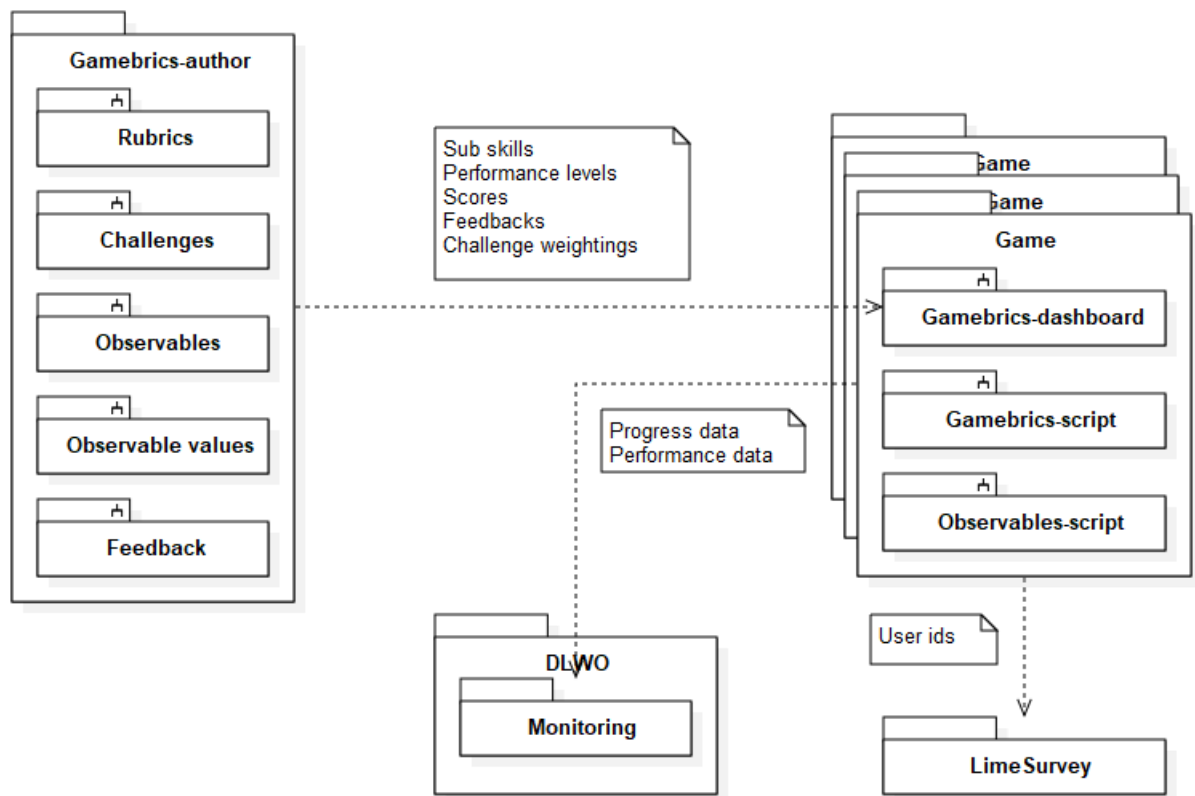 Gamebrics-author
Rubrics
Challenges
Observables
Observable values
Feedback
Sub skills
Performance levels
Scores
Feedbacks
Challenge weightings
Game
Game
Game
Gamebrics-dashboard
Gamebrics-script
Observables-script
Progress data
Performance data
User ids
DLWO
Monitoring
LimeSurvey